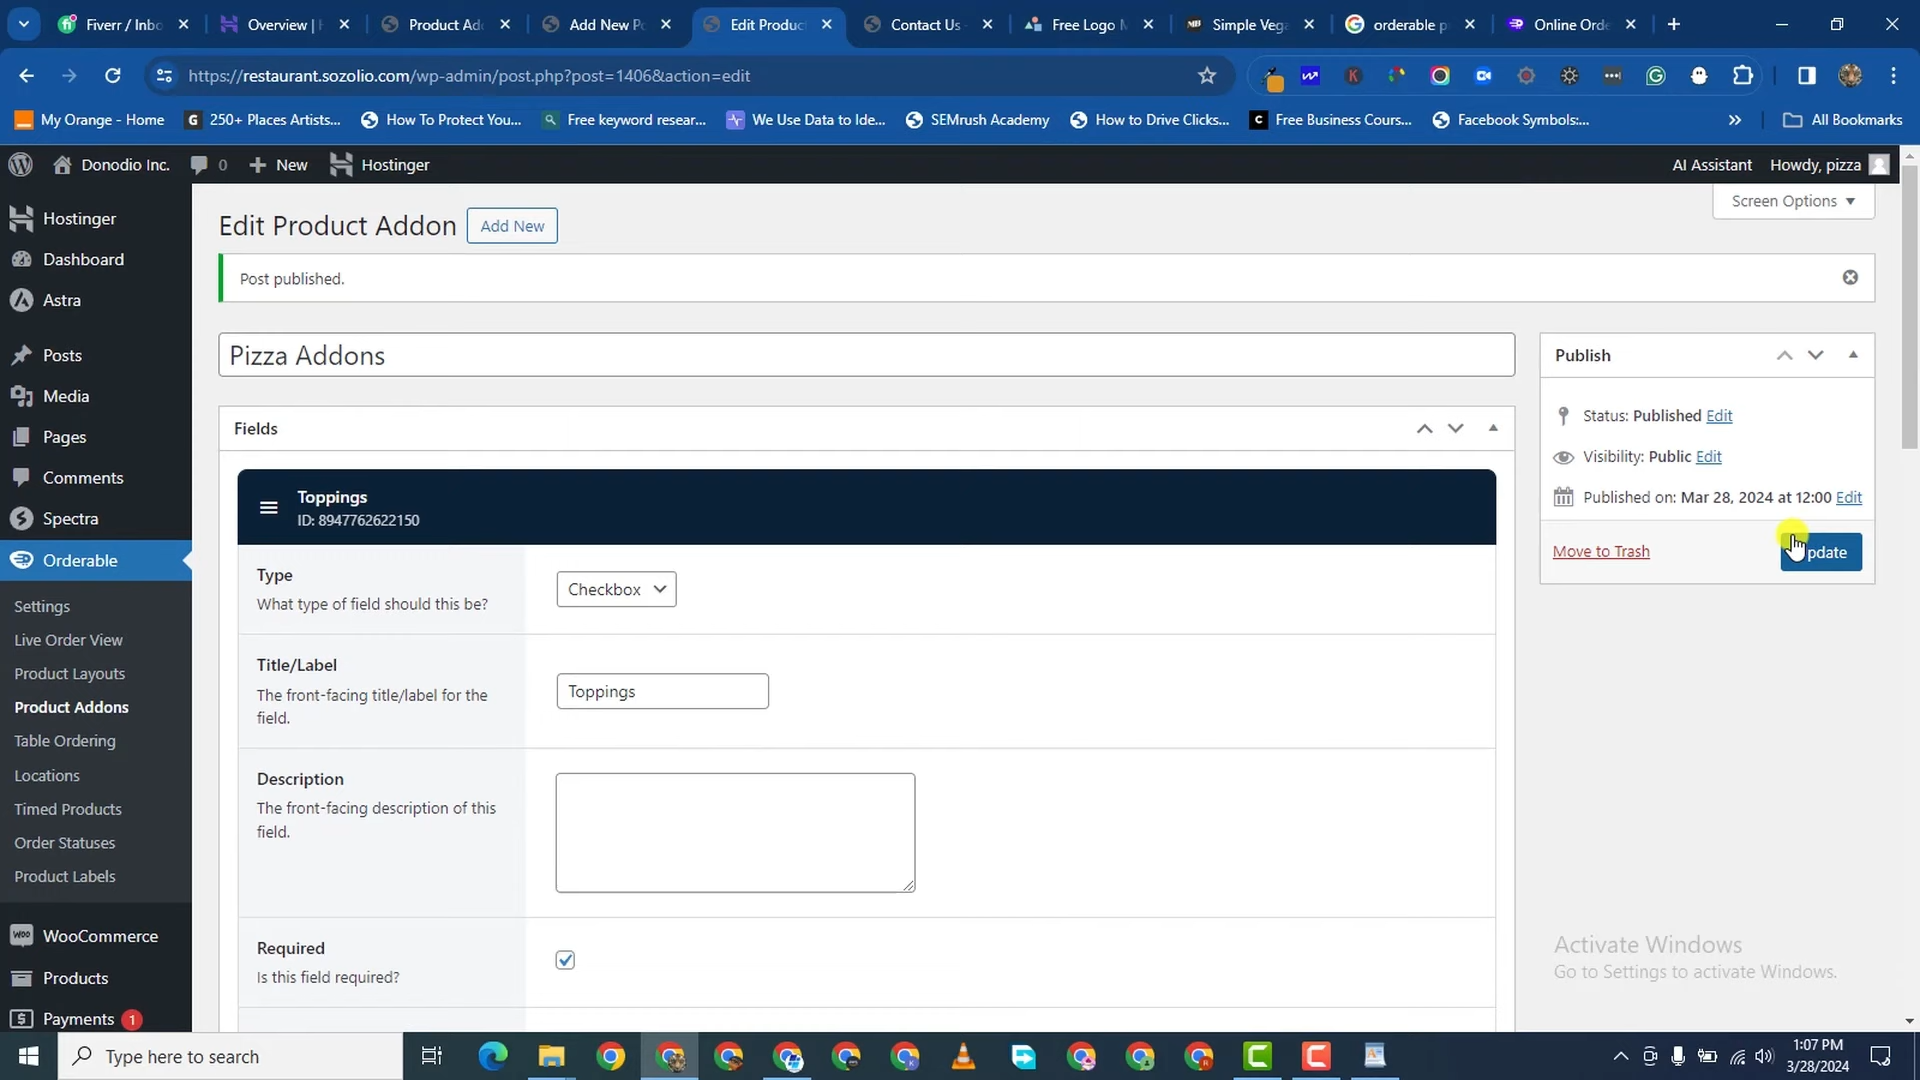 Fiverr / Inbo
Overview | H
Product Ad
Add New Po
Edit Produc
Contact Us
Free Logo M
Simple Vega
orderable p
Online Orde
https://restaurant.sozolio.com/wp-admin/post.php?post=1406&action=edit
My Orange - Home
250+ Places Artists...
How To Protect You...
Free keyword resear...
We Use Data to Ide...
SEMrush Academy
How to Drive Clicks...
Free Business Cours...
Facebook Symbols:...
»
All Bookmarks
Donodio Inc.
0
New
Hostinger
AI Assistant
Howdy, pizza
Hostinger
Dashboard
Astra
Posts
Media
Pages
Comments
Spectra
Orderable
Settings
Live Order View
Product Layouts
Product Addons
Table Ordering
Locations
Timed Products
Order Statuses
Product Labels
WooCommerce
Products
Payments 1
Screen Options
Edit Product Addon
Add New
Post published.
Pizza Addons
Fields
Toppings
ID: 8947762622150
Type
What type of field should this be?
Checkbox
Title/Label
The front-facing title/label for the
field.
Toppings
Description
The front-facing description of this
field.
Required
Is this field required?
Publish
Status: Published Edit
Visibility: Public Edit
Published on: Mar 28, 2024 at 12:00 Edit
Move to Trash
pdate
Activate Windows
Go to Settings to activate Windows.
Type here to search
1:07 PM
3/28/2024